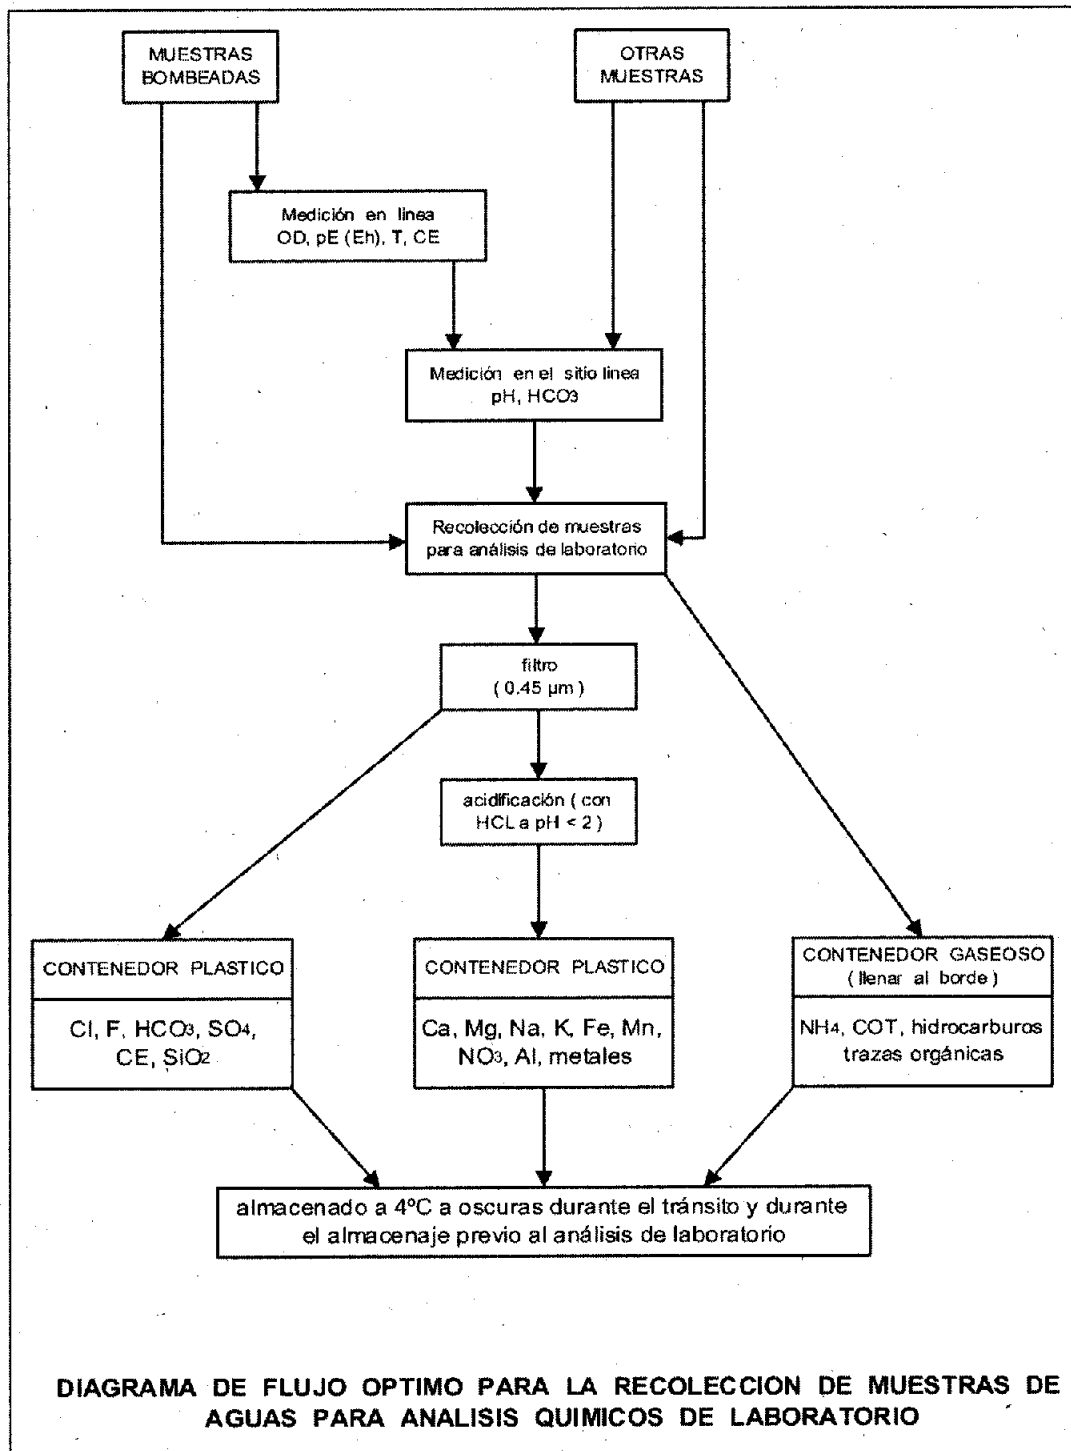 MUESTRAS
BOMBEADAS
OTRAS
MUESTRAS
Medición en linea
OD, pE (Eh), T, CE
Medición en el sitio linea
pH, HCO3
Recolección de muestras
para análisis de laboratorio
filtro
( 0.45 µm )
acidificación ( con
HCL a pH < 2 )
CONTENEDOR PLASTICO
Cl, F, HCO3, SO4,
CE, SiO2
CONTENEDOR PLASTICO
Ca, Mg, Na, K, Fe, Mn,
NO3, Al, metales
CONTENEDOR GASEOSO
( llenar al borde )
NH4, COT, hidrocarburos
trazas orgánicas
almacenado a 4ºC a oscuras durante el tránsito y durante
el almacenaje previo al análisis de laboratorio
DIAGRAMA DE FLUJO OPTIMO PARA LA RECOLECCION DE MUESTRAS DE
AGUAS PARA ANALISIS QUIMICOS DE LABORATORIO